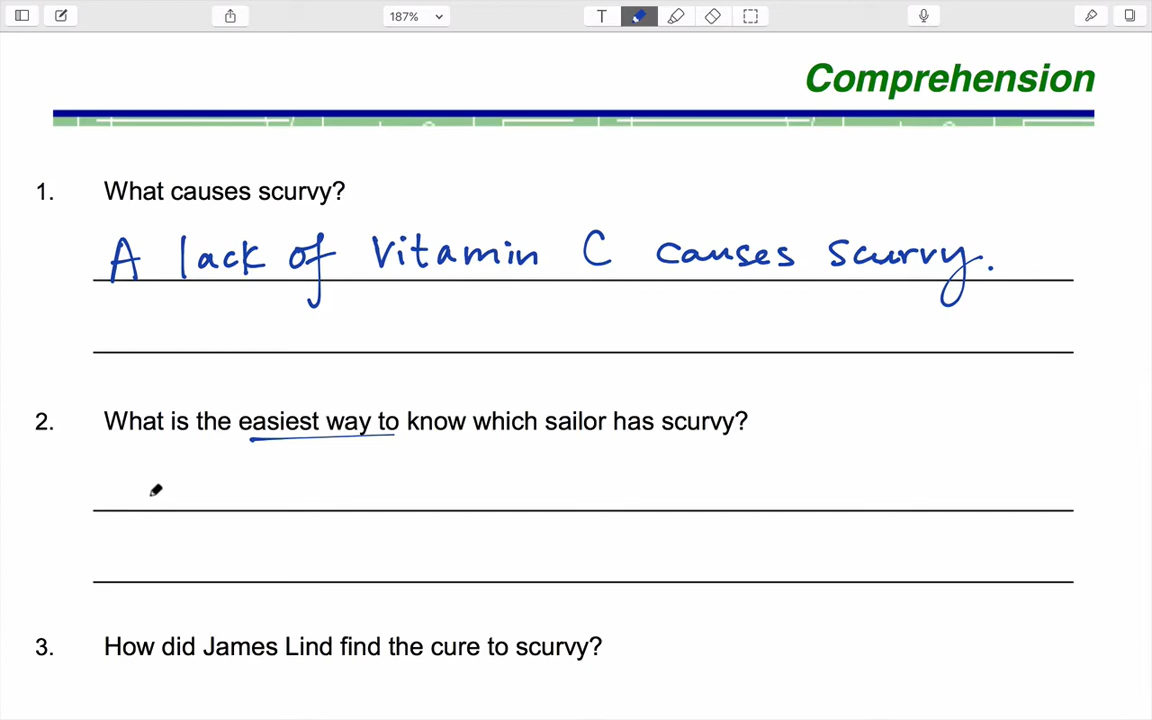 187%
T
Comprehension
1. What causes scurvy?
A lack of vitamin C causes scurvy.
2. What is the easiest way to know which sailor has scurvy?
3. How did James Lind find the cure to scurvy?